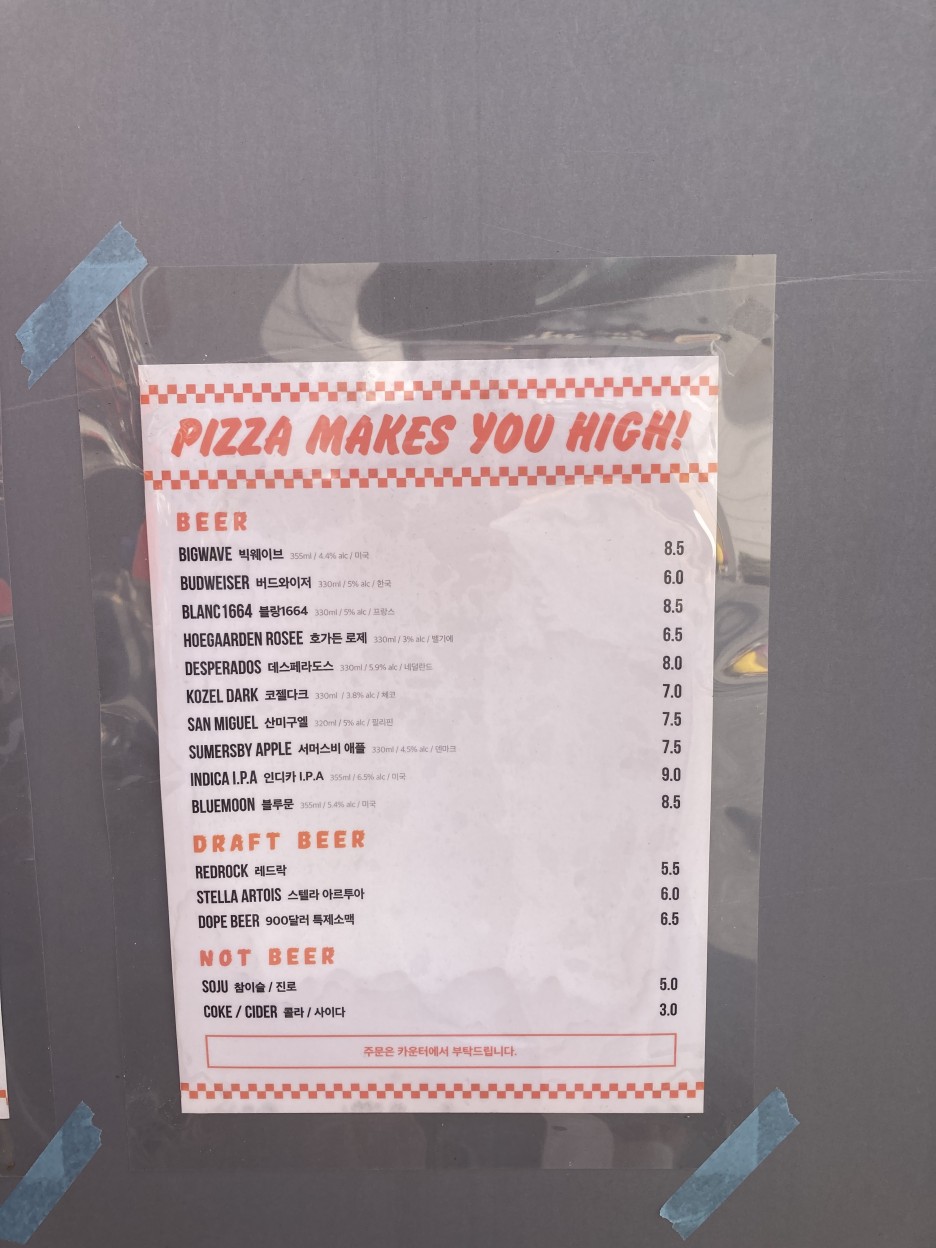 PIZZA MAKES YOU HIGH!
BEER
BIGWAVE 빅웨이브 355ml / 4.4% alc / 미국 8.5
BUDWEISER 버드와이저 330ml / 5% alc / 한국 6.0
BLANC1664 블랑1664 330ml / 5% alc / 프랑스 8.5
HOEGAARDEN ROSEE 호가든 로제 330ml / 3% alc / 벨기에 6.5
DESPERADOS 데스페라도스 330ml / 5.9% alc / 네덜란드 8.0
KOZEL DARK 코젤다크 330ml / 3.8% alc / 체코 7.0
SAN MIGUEL 산미구엘 320ml / 5% alc / 필리핀 7.5
SUMERSBY APPLE 서머스비 애플 330ml / 4.5% alc / 덴마크 7.5
INDICA I.P.A 인디카 I.P.A 355ml / 6.5% alc / 미국 9.0
BLUEMOON 블루문 355ml / 5.4% alc / 미국 8.5
DRAFT BEER
REDROCK 레드락 5.5
STELLA ARTOIS 스텔라 아르투아 6.0
DOPE BEER 900달러 특제소맥 6.5
NOT BEER
SOJU 참이슬 / 진로 5.0
COKE / CIDER 콜라 / 사이다 3.0
주문은 카운터에서 부탁드립니다.